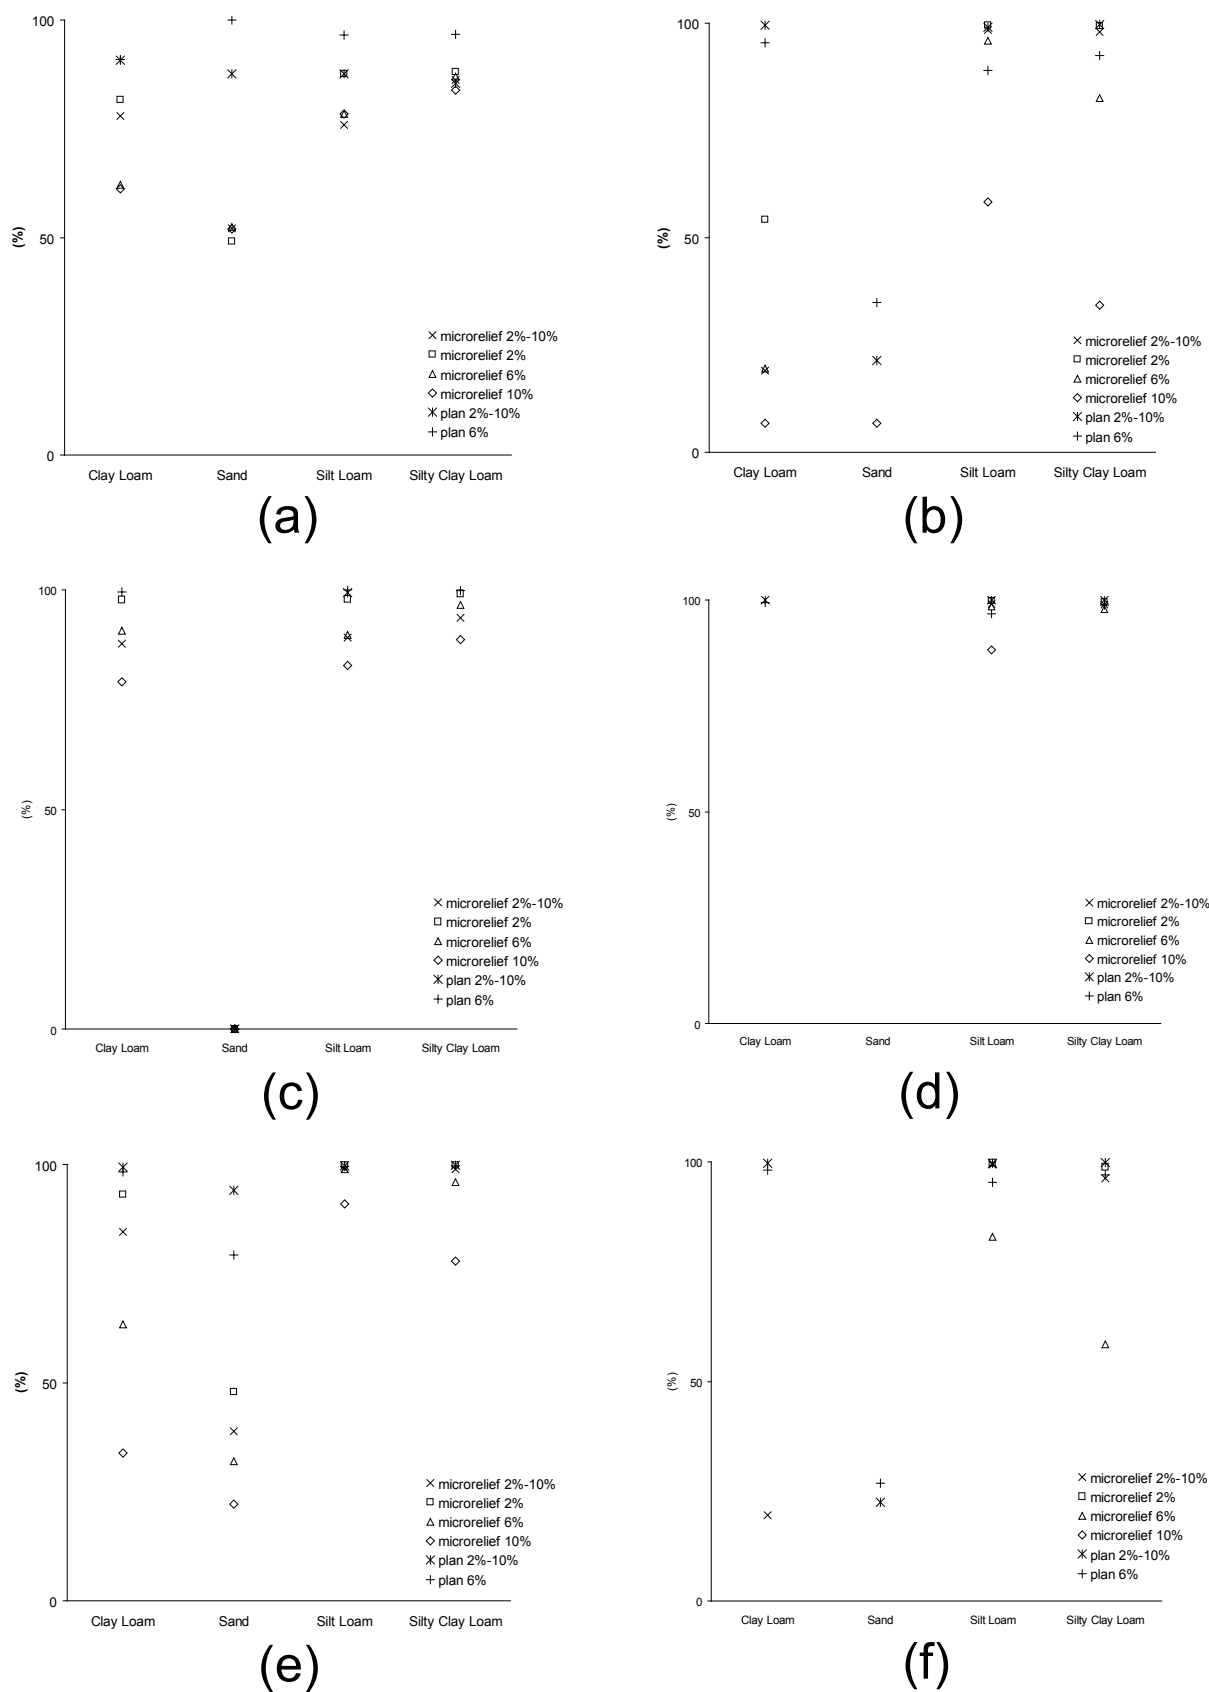 100
(%)
50
microrelief 2%-10%
microrelief 2%
microrelief 6%
microrelief 10%
plan 2%-10%
plan 6%
0
Clay Loam Sand Silt Loam Silty Clay Loam
(a)
100
(%)
50
microrelief 2%-10%
microrelief 2%
microrelief 6%
microrelief 10%
plan 2%-10%
plan 6%
0
Clay Loam Sand Silt Loam Silty Clay Loam
(b)
100
(%)
50
microrelief 2%-10%
microrelief 2%
microrelief 6%
microrelief 10%
plan 2%-10%
plan 6%
0
Clay Loam Sand Silt Loam Silty Clay Loam
(c)
100
(%)
50
microrelief 2%-10%
microrelief 2%
microrelief 6%
microrelief 10%
plan 2%-10%
plan 6%
0
Clay Loam Sand Silt Loam Silty Clay Loam
(d)
100
(%)
50
microrelief 2%-10%
microrelief 2%
microrelief 6%
microrelief 10%
plan 2%-10%
plan 6%
0
Clay Loam Sand Silt Loam Silty Clay Loam
(e)
100
(%)
50
microrelief 2%-10%
microrelief 2%
microrelief 6%
microrelief 10%
plan 2%-10%
plan 6%
0
Clay Loam Sand Silt Loam Silty Clay Loam
(f)